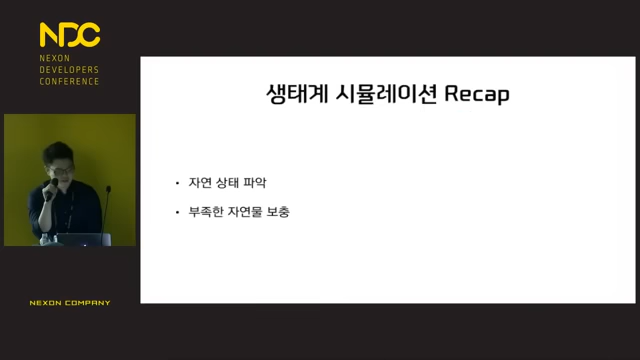 NDC
NEXON
DEVELOPERS
CONFERENCE
생태계 시뮬레이션 Recap
• 자연 상태 파악
• 부족한 자연물 보충
NEXON COMPANY